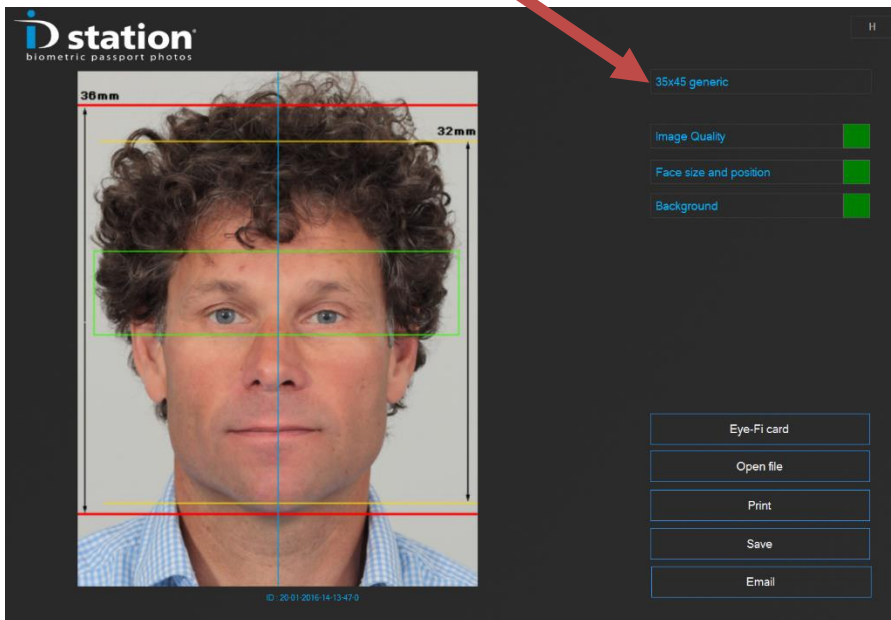 iD station
biometric passport photos
H
36mm
32mm
35x45 generic
Image Quality
Face size and position
Background
Eye-Fi card
Open file
Print
Save
Email
ID : 20-01-2016-14-13-47-0